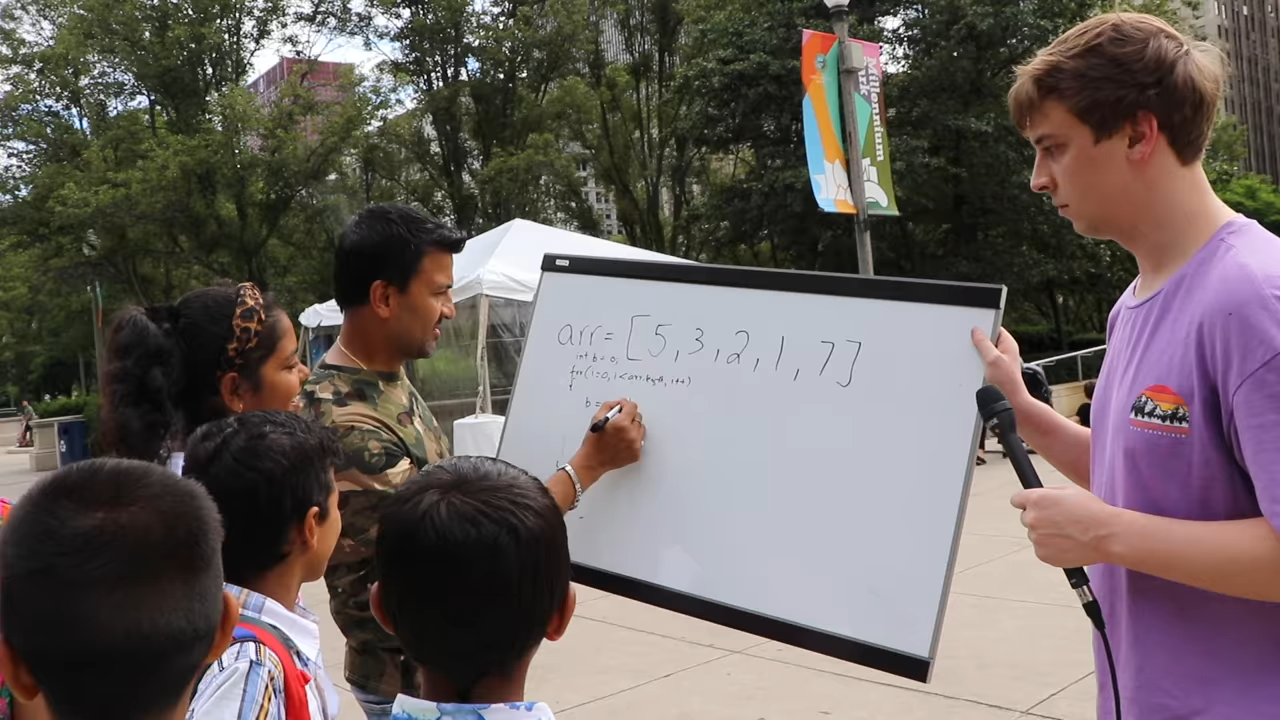 Millennium
Park
arr = [5, 3, 2, 1, 7]
int b = 0;
for(i=0, i<arr.length, i++)
{
b =